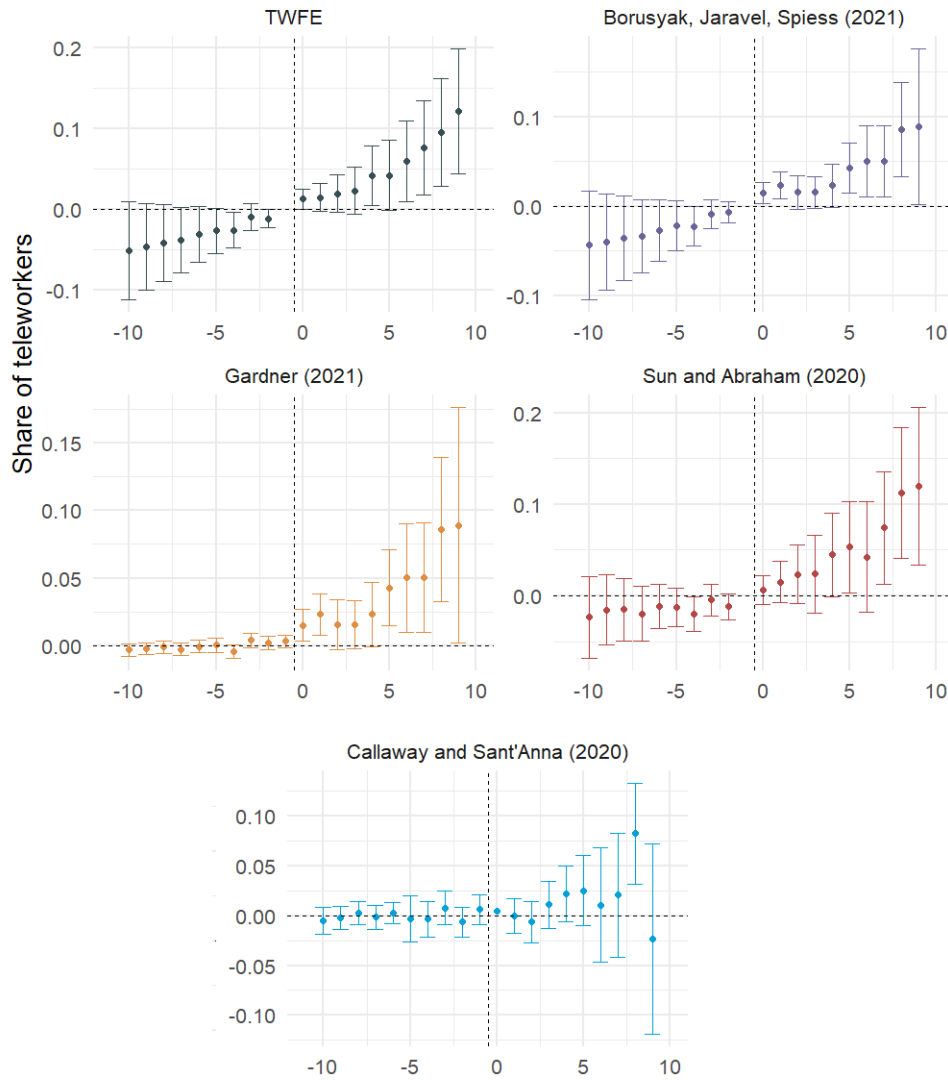 TWFE
Borusyak, Jaravel, Spiess (2021)
Share of teleworkers
0.2
0.1
0.0
-0.1
-10 -5 0 5 10
0.1
0.0
-0.1
-10 -5 0 5 10
Gardner (2021)
Sun and Abraham (2020)
0.15
0.10
0.05
0.00
-10 -5 0 5 10
0.2
0.1
0.0
-10 -5 0 5 10
Callaway and Sant'Anna (2020)
0.10
0.05
0.00
-0.05
-0.10
-10 -5 0 5 10